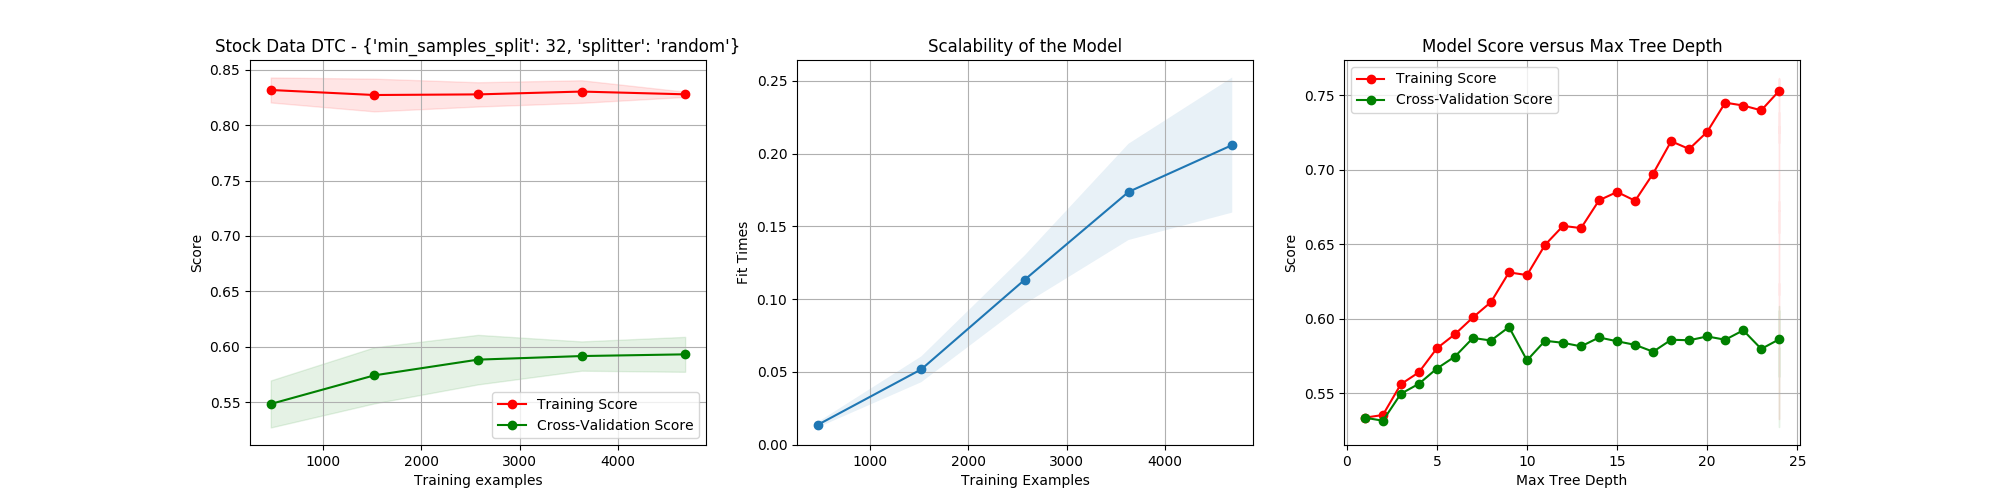 Stock Data DTC - {'min_samples_split': 32, 'splitter': 'random'}
0.85
0.80
0.75
0.70
0.65
0.60
0.55
Score
1000 2000 3000 4000
Training examples
Training Score
Cross-Validation Score
Scalability of the Model
0.25
0.20
0.15
0.10
0.05
0.00
Fit Times
1000 2000 3000 4000
Training Examples
Model Score versus Max Tree Depth
Training Score
Cross-Validation Score
0.75
0.70
0.65
0.60
0.55
Score
0 5 10 15 20 25
Max Tree Depth